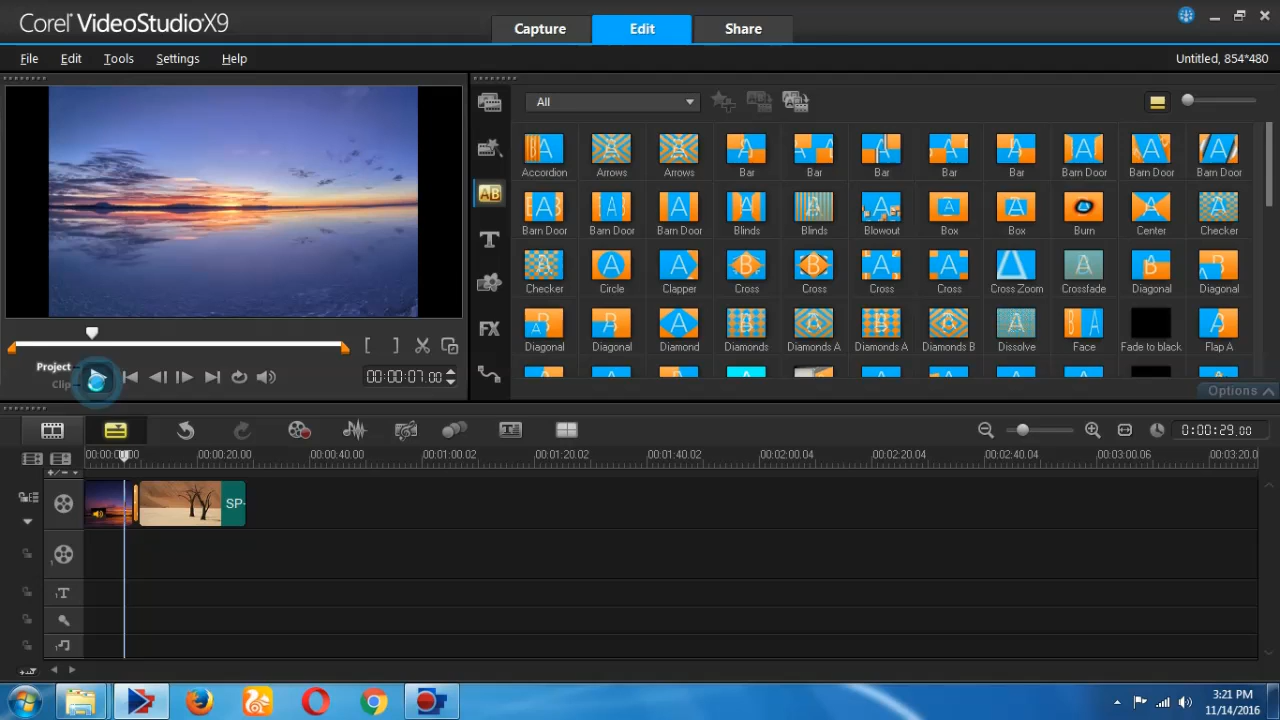 Corel VideoStudio X9
Capture
Edit
Share
File Edit Tools Settings Help
Untitled, 854*480
All
Accordion Arrows Arrows Bar Bar Bar Bar Bar Barn Door Barn Door Barn Door
Barn Door Barn Door Barn Door Blinds Blinds Blowout Box Box Burn Center Checker
Checker Circle Clapper Cross Cross Cross Cross Cross Zoom Crossfade Diagonal Diagonal
Diagonal Diagonal Diamond Diamonds Diamonds A Diamonds A Diamonds B Dissolve Face Fade to black Flap A
AB
T
FX
Project
Clip
00:00:07.00
Options
0:00:29.00
00:00:20.00 00:00:40.00 00:01:00.02 00:01:20.02 00:01:40.02 00:02:00.04 00:02:20.04 00:02:40.04 00:03:00.06 00:03:20.0
SP-
1
1T
3:21 PM
11/14/2016